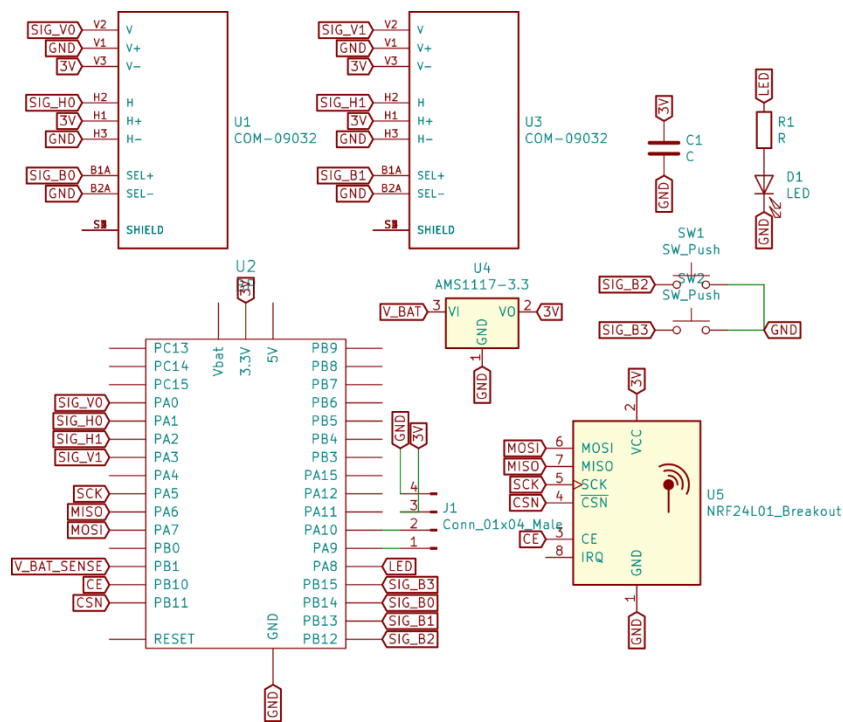 SIG_V0 V2 V
GND V1 V+
3V V3 V-
SIG_H0 H2 H
3V H1 H+
GND H3 H-
SIG_B0 B1A SEL+
GND B2A SEL-
SHIELD
U1
COM-09032
SIG_V1 V2 V
GND V1 V+
3V V3 V-
SIG_H1 H2 H
3V H1 H+
GND H3 H-
SIG_B1 B1A SEL+
GND B2A SEL-
SHIELD
U3
COM-09032
3V
C1
C
GND
LED
R1
R
D1
LED
GND
SW1
SW_Push
SIG_B2
SW2
SW_Push
SIG_B3
GND
U4
AMS1117-3.3
V_BAT 3 VI VO 2 3V
GND
1
GND
U2
3V
Vbat 3.3V 5V
PC13 PB9
PC14 PB8
PC15 PB7
SIG_V0 PA0 PB6
SIG_H0 PA1 PB5
SIG_H1 PA2 PB4
SIG_V1 PA3 PB3
PA4 PA15
SCK PA5 PA12
MISO PA6 PA11
MOSI PA7 PA10
PB0 PA9
V_BAT_SENSE PB1 PA8 LED
CE PB10 PB15 SIG_B3
CSN PB11 PB14 SIG_B0
PB13 SIG_B1
RESET GND PB12 SIG_B2
GND
GND 3V
4
3
2
1
J1
Conn_01x04_Male
3V
2
VCC
MOSI 6 MOSI
MISO 7 MISO
SCK 5 SCK
CSN 4 CSN
CE 3 CE
8 IRQ
GND
1
GND
U5
NRF24L01_Breakout